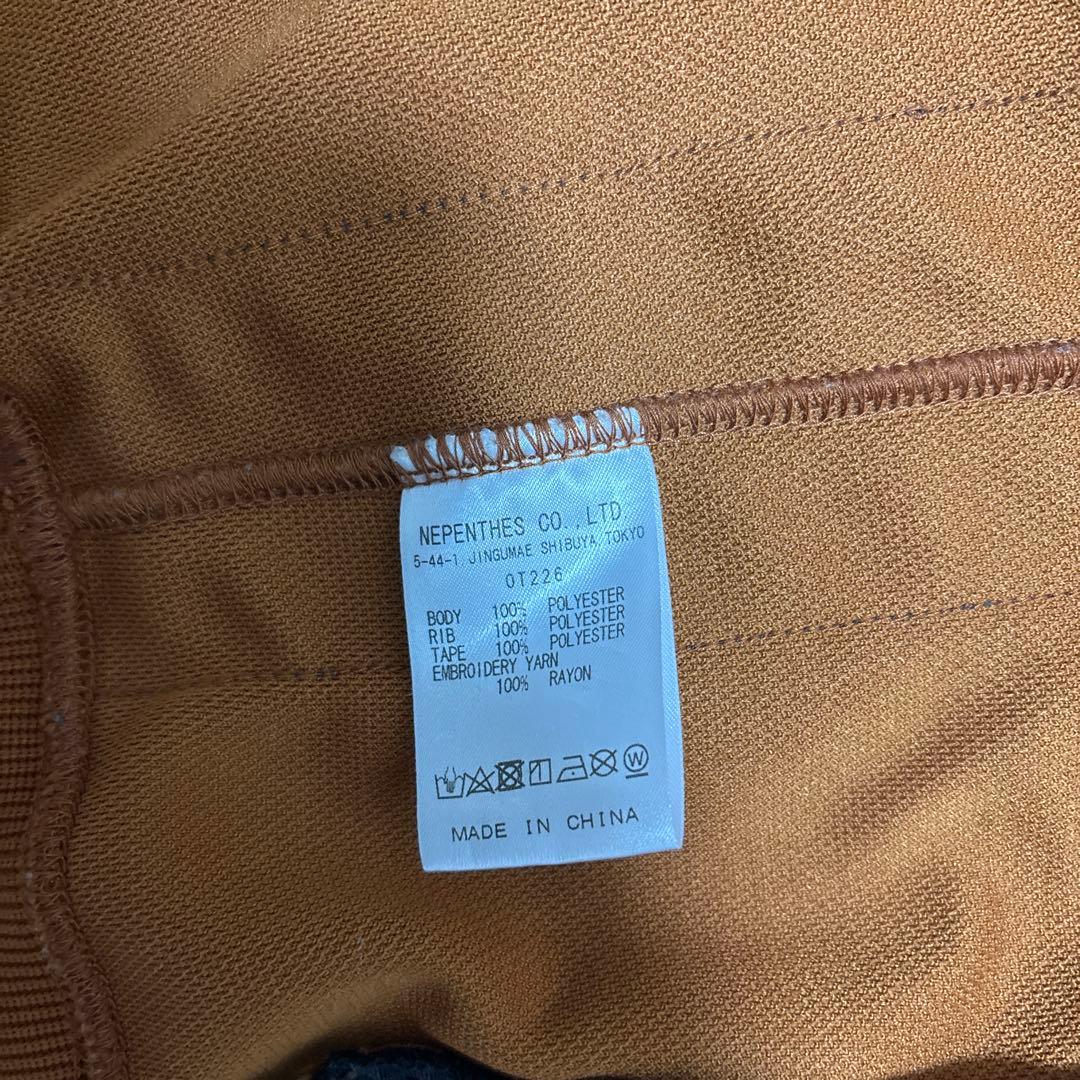 NEPENTHES CO.,LTD
5-44-1 JINGUMAE SHIBUYA TOKYO
OT226
BODY 100% POLYESTER
RIB 100% POLYESTER
TAPE 100% POLYESTER
EMBROIDERY YARN
100% RAYON
W
MADE IN CHINA